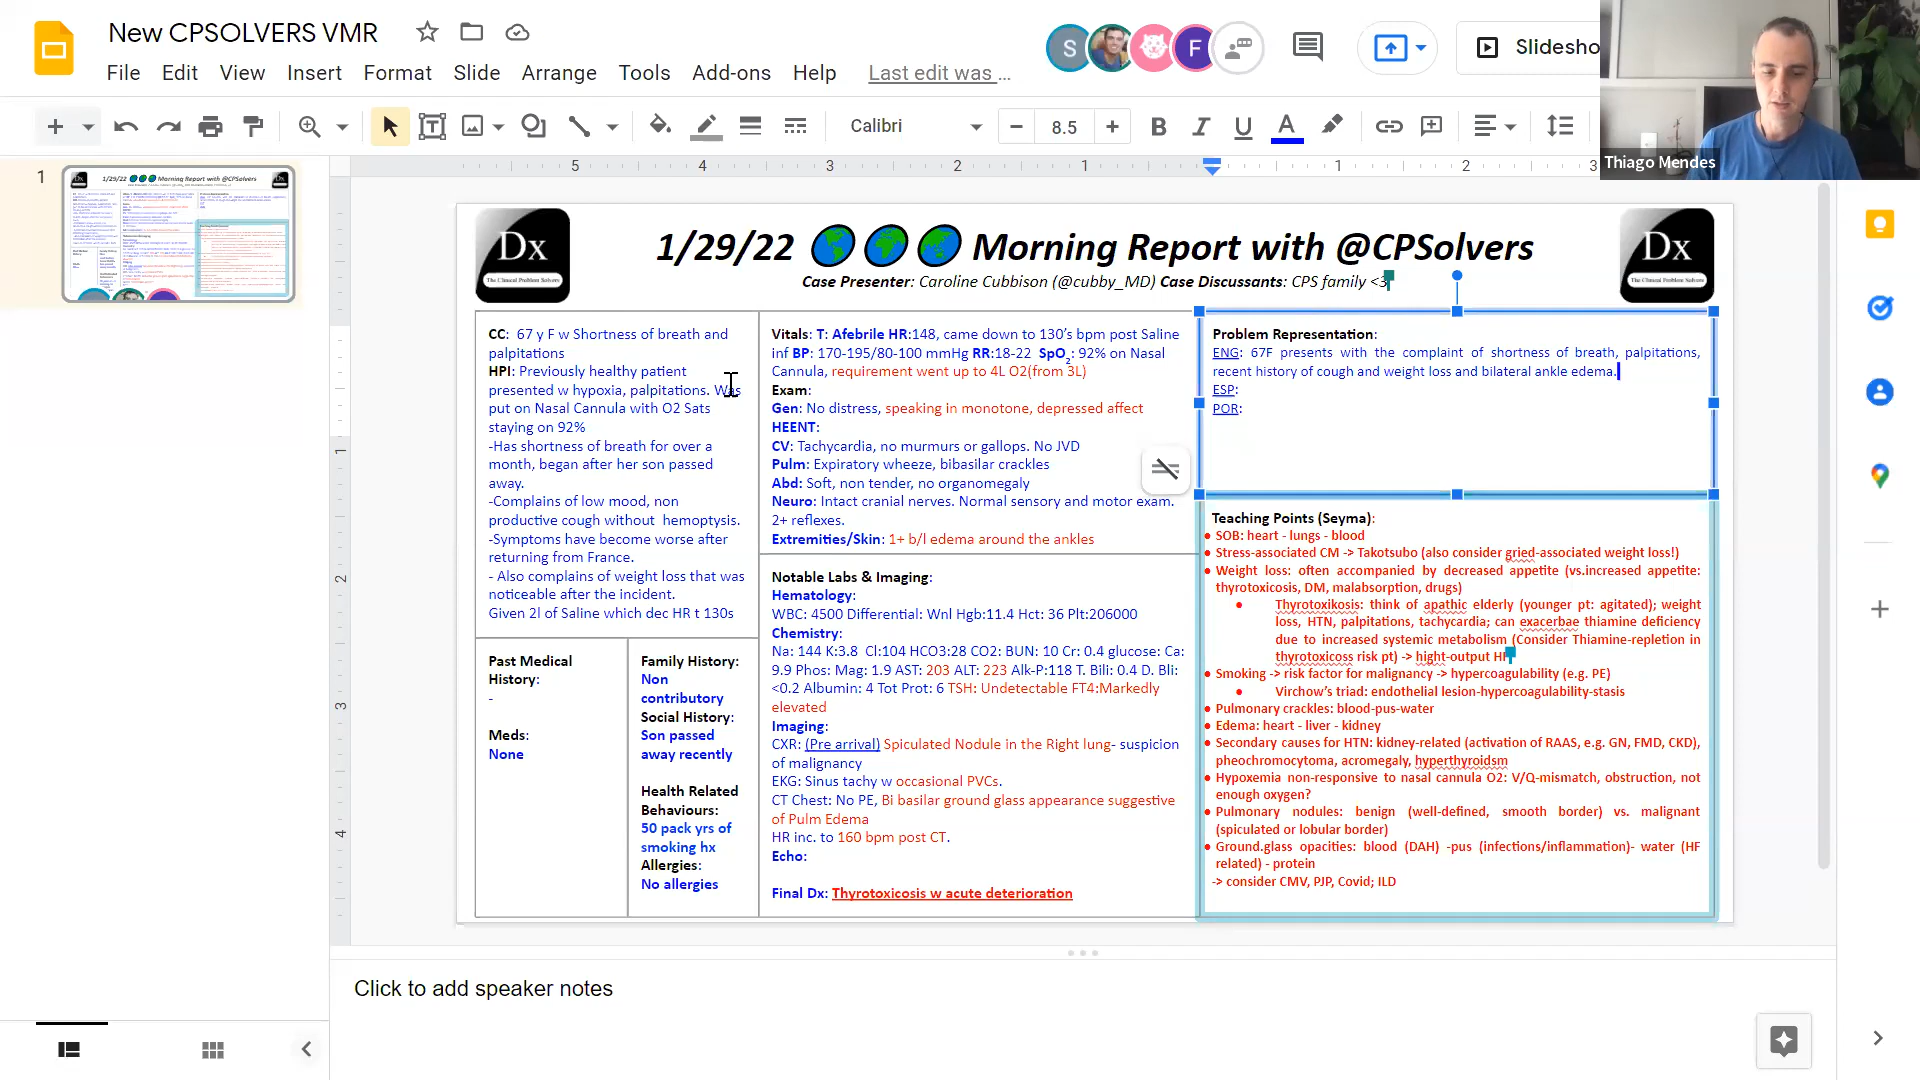 New CPSOLVERS VMR
File Edit View Insert Format Slide Arrange Tools Add-ons Help Last edit was ...
S F Slidesho
Calibri 8.5
Thiago Mendes
1
5 4 3 2 1 1 2 3
Dx
The Clinical Problem Solvers
1/29/22 Morning Report with @CPSolvers
Case Presenter: Caroline Cubbison (@cubby_MD) Case Discussants: CPS family <3
Dx
The Clinical Problem Solvers
CC: 67 y F w Shortness of breath and
palpitations
HPI: Previously healthy patient
presented w hypoxia, palpitations. Was
put on Nasal Cannula with O2 Sats
staying on 92%
-Has shortness of breath for over a
month, began after her son passed
away.
-Complains of low mood, non
productive cough without hemoptysis.
-Symptoms have become worse after
returning from France.
- Also complains of weight loss that was
noticeable after the incident.
Given 2l of Saline which dec HR t 130s
Past Medical
History:
-
Meds:
None
Family History:
Non
contributory
Social History:
Son passed
away recently
Health Related
Behaviours:
50 pack yrs of
smoking hx
Allergies:
No allergies
Vitals: T: Afebrile HR:148, came down to 130's bpm post Saline
inf BP: 170-195/80-100 mmHg RR:18-22 SpO2: 92% on Nasal
Cannula, requirement went up to 4L O2(from 3L)
Exam:
Gen: No distress, speaking in monotone, depressed affect
HEENT:
CV: Tachycardia, no murmurs or gallops. No JVD
Pulm: Expiratory wheeze, bibasilar crackles
Abd: Soft, non tender, no organomegaly
Neuro: Intact cranial nerves. Normal sensory and motor exam.
2+ reflexes.
Extremities/Skin: 1+ b/l edema around the ankles
Notable Labs & Imaging:
Hematology:
WBC: 4500 Differential: Wnl Hgb:11.4 Hct: 36 Plt:206000
Chemistry:
Na: 144 K:3.8 Cl:104 HCO3:28 CO2: BUN: 10 Cr: 0.4 glucose: Ca:
9.9 Phos: Mag: 1.9 AST: 203 ALT: 223 Alk-P:118 T. Bili: 0.4 D. Bli:
<0.2 Albumin: 4 Tot Prot: 6 TSH: Undetectable FT4:Markedly
elevated
Imaging:
CXR: (Pre arrival) Spiculated Nodule in the Right lung- suspicion
of malignancy
EKG: Sinus tachy w occasional PVCs.
CT Chest: No PE, Bi basilar ground glass appearance suggestive
of Pulm Edema
HR inc. to 160 bpm post CT.
Echo:
Final Dx: Thyrotoxicosis w acute deterioration
Problem Representation:
ENG: 67F presents with the complaint of shortness of breath, palpitations,
recent history of cough and weight loss and bilateral ankle edema.
ESP:
POR:
Teaching Points (Seyma):
• SOB: heart - lungs - blood
• Stress-associated CM -> Takotsubo (also consider gried-associated weight loss!)
• Weight loss: often accompanied by decreased appetite (vs.increased appetite:
thyrotoxicosis, DM, malabsorption, drugs)
• Thyrotoxikosis: think of apathic elderly (younger pt: agitated); weight
loss, HTN, palpitations, tachycardia; can exacerbae thiamine deficiency
due to increased systemic metabolism (Consider Thiamine-repletion in
thyrotoxicoss risk pt) -> hight-output HF
• Smoking -> risk factor for malignancy -> hypercoagulability (e.g. PE)
• Virchow's triad: endothelial lesion-hypercoagulability-stasis
• Pulmonary crackles: blood-pus-water
• Edema: heart - liver - kidney
• Secondary causes for HTN: kidney-related (activation of RAAS, e.g. GN, FMD, CKD),
pheochromocytoma, acromegaly, hyperthyroidsm
• Hypoxemia non-responsive to nasal cannula O2: V/Q-mismatch, obstruction, not
enough oxygen?
• Pulmonary nodules: benign (well-defined, smooth border) vs. malignant
(spiculated or lobular border)
• Ground.glass opacities: blood (DAH) -pus (infections/inflammation)- water (HF
related) - protein
-> consider CMV, PJP, Covid; ILD
1
2
3
4
Click to add speaker notes